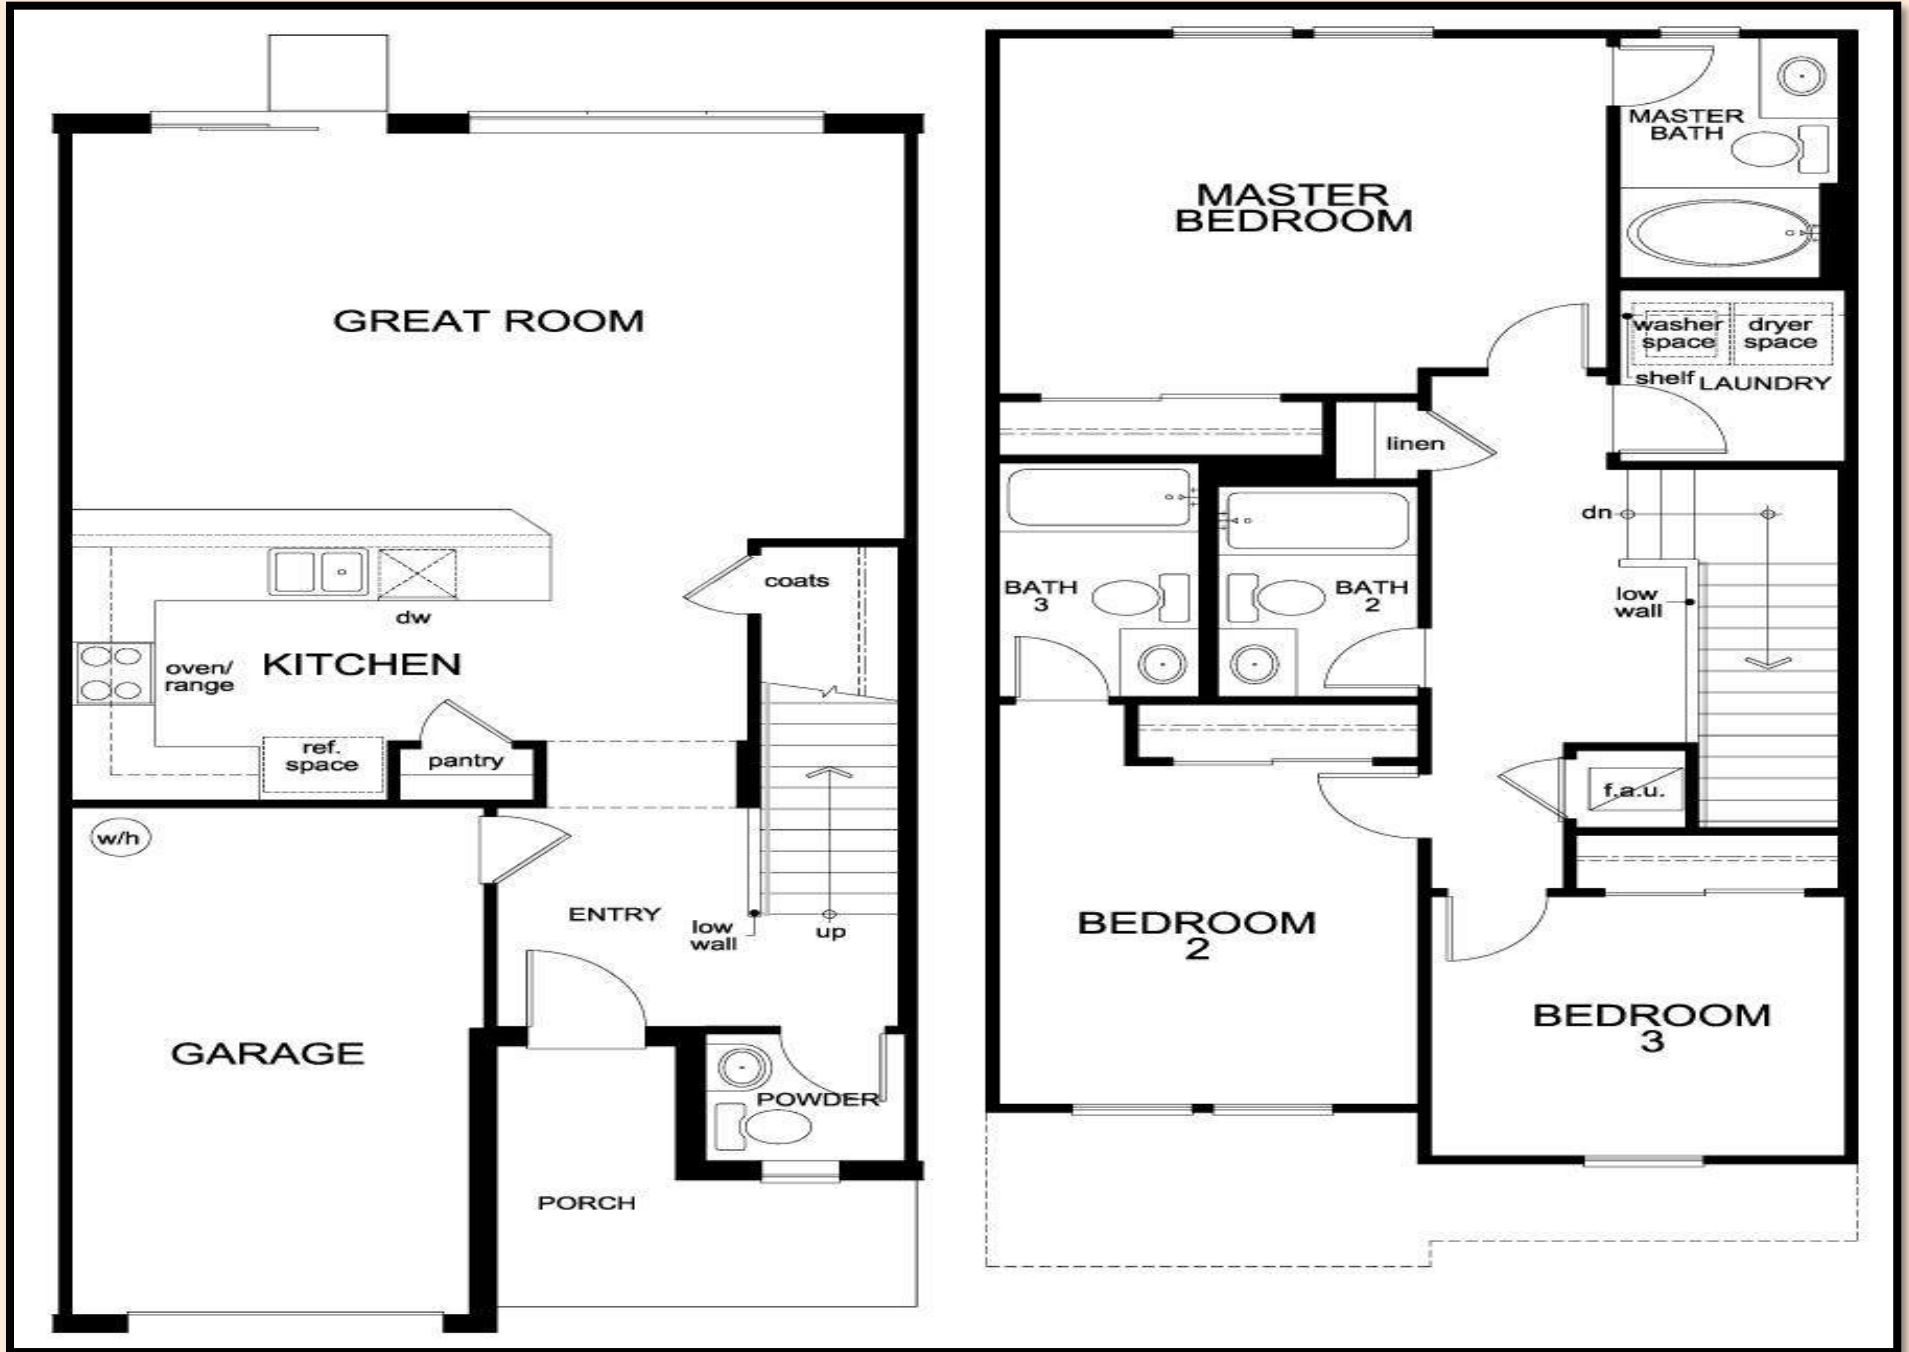 GREAT ROOM
coats
dw
oven/
range
KITCHEN
ref.
space
pantry
w/h
ENTRY
low
wall
up
GARAGE
POWDER
PORCH
MASTER
BATH
MASTER
BEDROOM
washer
space
dryer
space
shelf
LAUNDRY
linen
dn
BATH
3
BATH
2
low
wall
f.a.u.
BEDROOM
2
BEDROOM
3